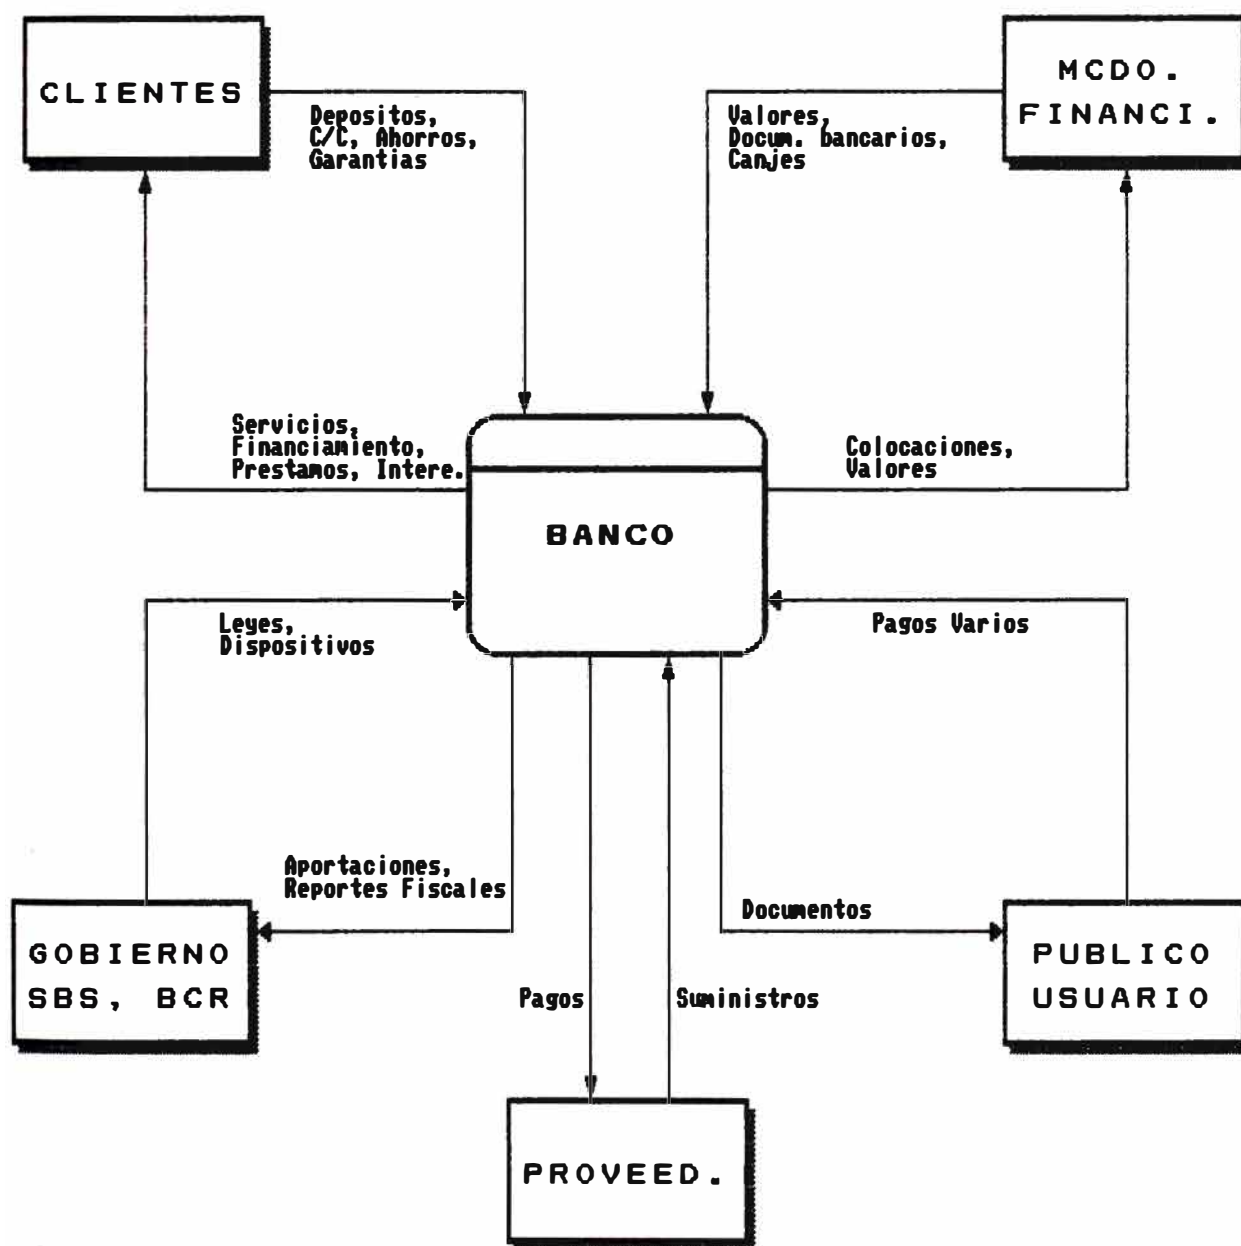 CLIENTES
MCDO.
FINANCI.
Depositos,
C/C, Ahorros,
Garantias
Valores,
Docum. bancarios,
Canjes
Servicios,
Financiamiento,
Prestamos, Intere.
Colocaciones,
Valores
BANCO
Leyes,
Dispositivos
Pagos Varios
Aportaciones,
Reportes Fiscales
Documentos
GOBIERNO
SBS, BCR
PUBLICO
USUARIO
Pagos
Suministros
PROVEED.